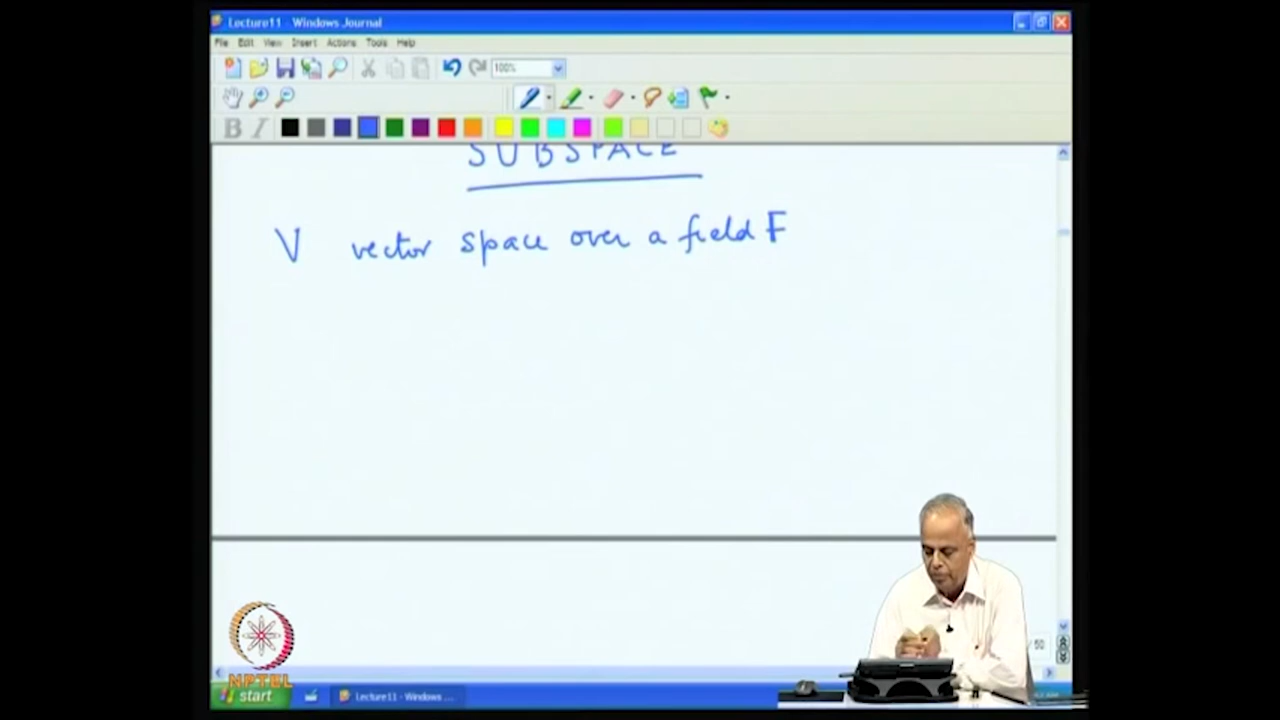 Lecture11 - Windows Journal
File Edit View Insert Actions Tools Help
100%
B I
SUBSPACE
V vector space over a field F
/ 50
NPTEL
start Lecture11 - Windows ...